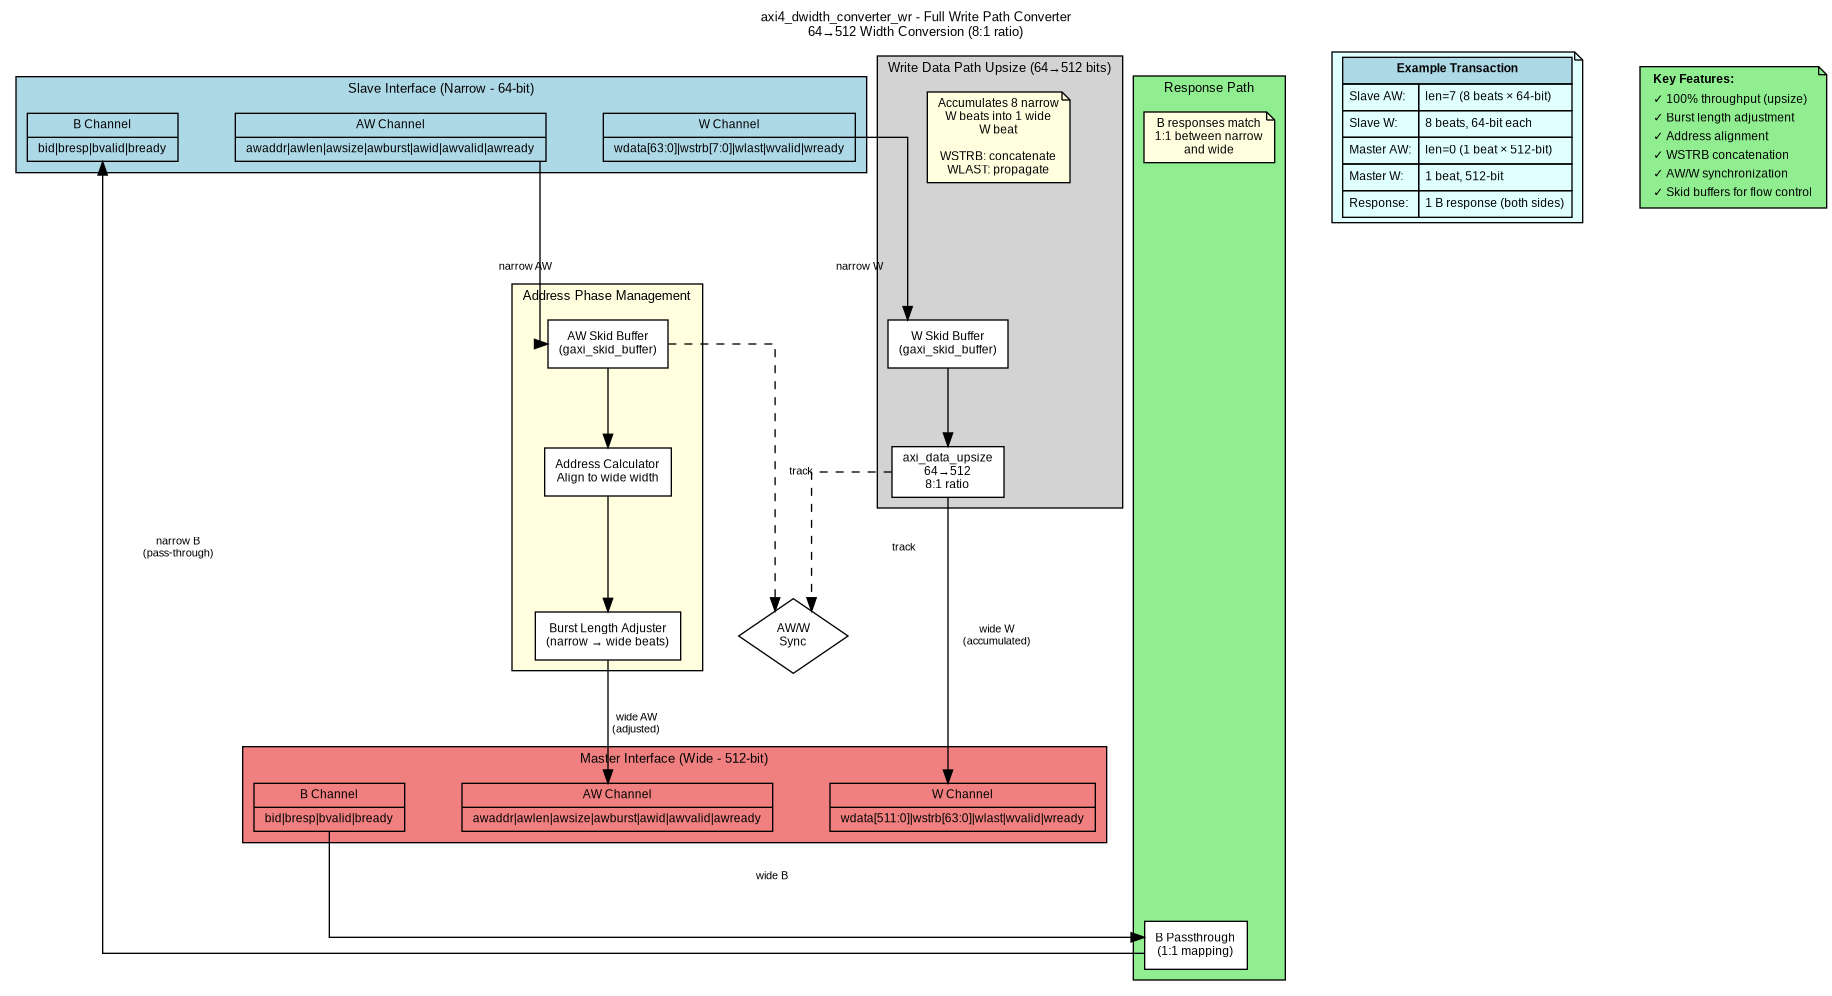 axi4_dwidth_converter_wr - Full Write Path Converter
64→512 Width Conversion (8:1 ratio)
Slave Interface (Narrow - 64-bit)
B Channel
bid|bresp|bvalid|bready
AW Channel
awaddr|awlen|awsize|awburst|awid|awvalid|awready
W Channel
wdata[63:0]|wstrb[7:0]|wlast|wvalid|wready
Write Data Path Upsize (64→512 bits)
Accumulates 8 narrow
W beats into 1 wide
W beat
WSTRB: concatenate
WLAST: propagate
Response Path
B responses match
1:1 between narrow
and wide
Example Transaction
Slave AW: len=7 (8 beats × 64-bit)
Slave W: 8 beats, 64-bit each
Master AW: len=0 (1 beat × 512-bit)
Master W: 1 beat, 512-bit
Response: 1 B response (both sides)
Key Features:
✓ 100% throughput (upsize)
✓ Burst length adjustment
✓ Address alignment
✓ WSTRB concatenation
✓ AW/W synchronization
✓ Skid buffers for flow control
narrow AW
narrow W
Address Phase Management
AW Skid Buffer
(gaxi_skid_buffer)
W Skid Buffer
(gaxi_skid_buffer)
Address Calculator
Align to wide width
track
axi_data_upsize
64→512
8:1 ratio
narrow B
(pass-through)
track
Burst Length Adjuster
(narrow → wide beats)
AW/W
Sync
wide W
(accumulated)
wide AW
(adjusted)
Master Interface (Wide - 512-bit)
B Channel
bid|bresp|bvalid|bready
AW Channel
awaddr|awlen|awsize|awburst|awid|awvalid|awready
W Channel
wdata[511:0]|wstrb[63:0]|wlast|wvalid|wready
wide B
B Passthrough
(1:1 mapping)